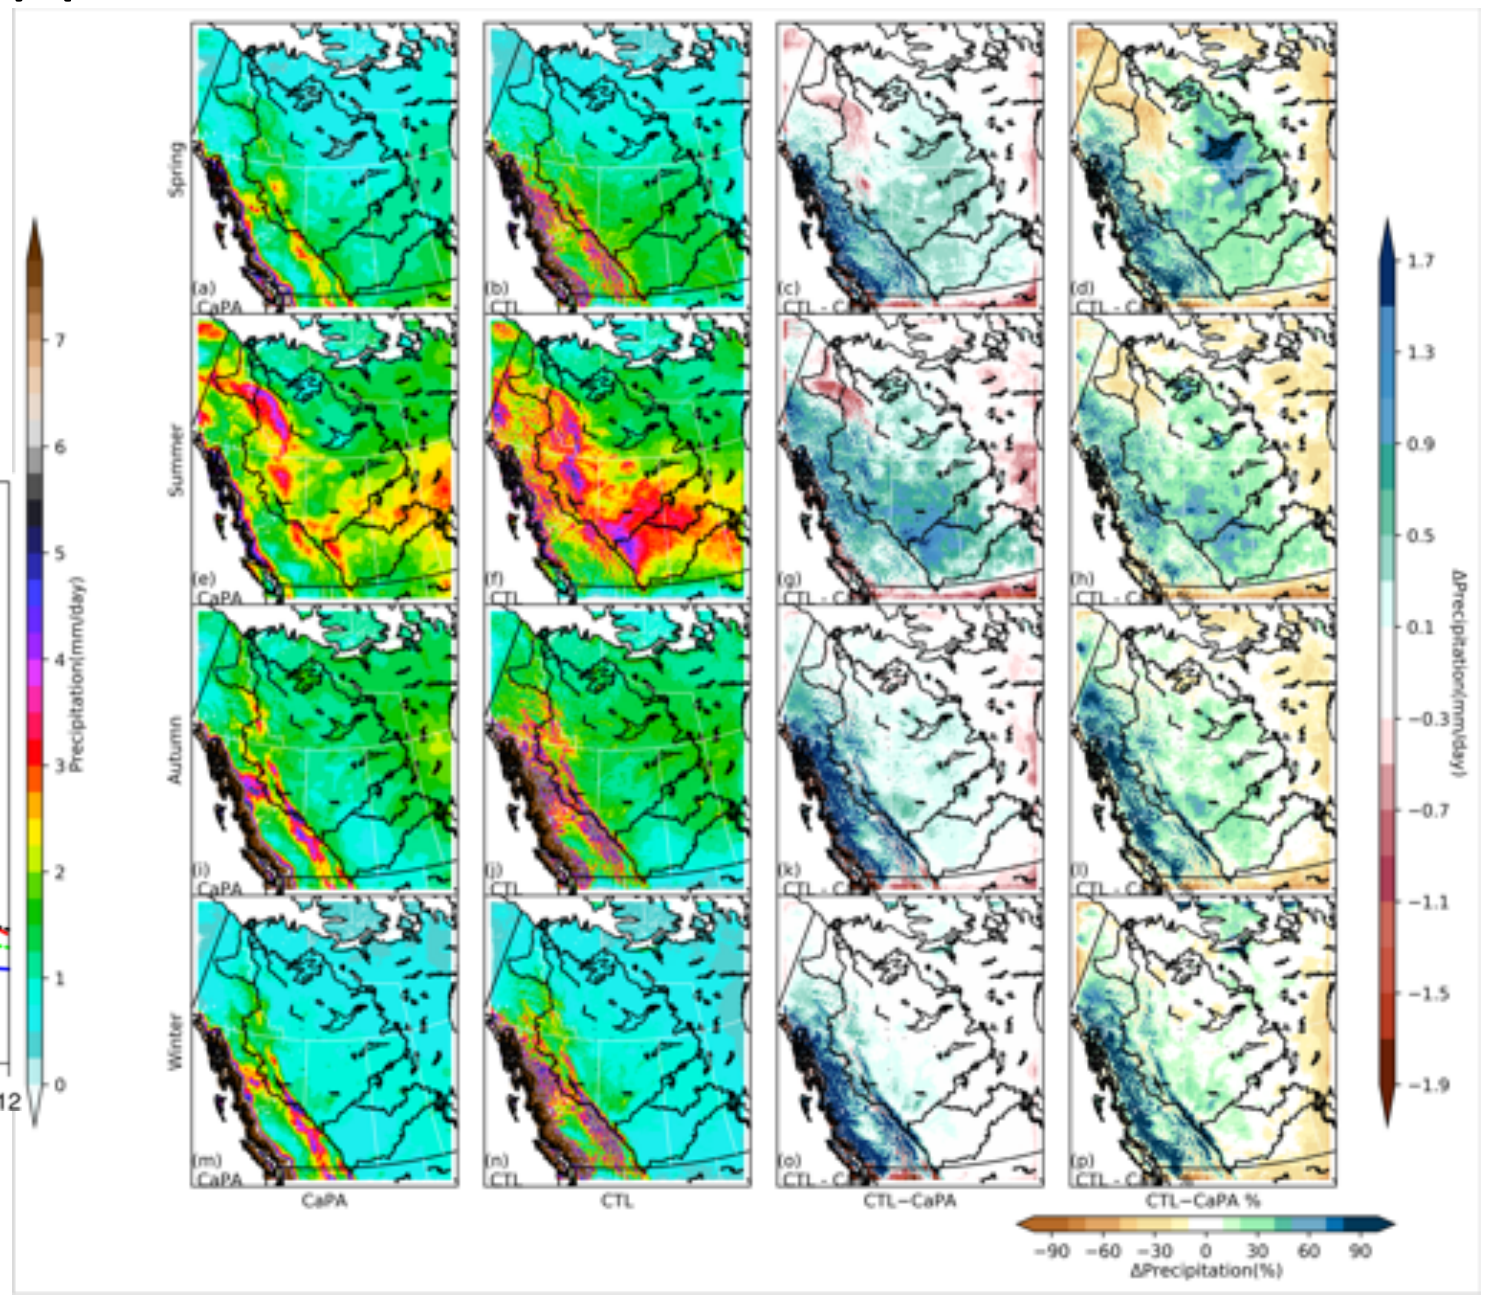 Spring
(a)
CaPA
(b)
CTL
(c)
CTL - Ca
(d)
CTL - Ca
Summer
(e)
CaPA
(f)
CTL
(g)
CTL - C
(h)
CTL - C
Autumn
(i)
CaPA
(j)
CTL
(k)
CTL - C
(l)
CTL - C
Winter
(m)
CaPA
(n)
CTL
(o)
CTL - C
(p)
CTL - C
CaPA
CTL
CTL−CaPA
CTL−CaPA %
7
6
5
4
3
2
1
0
Precipitation(mm/day)
12
1.7
1.3
0.9
0.5
0.1
−0.3
−0.7
−1.1
−1.5
−1.9
ΔPrecipitation(mm/day)
−90 −60 −30 0 30 60 90
ΔPrecipitation(%)